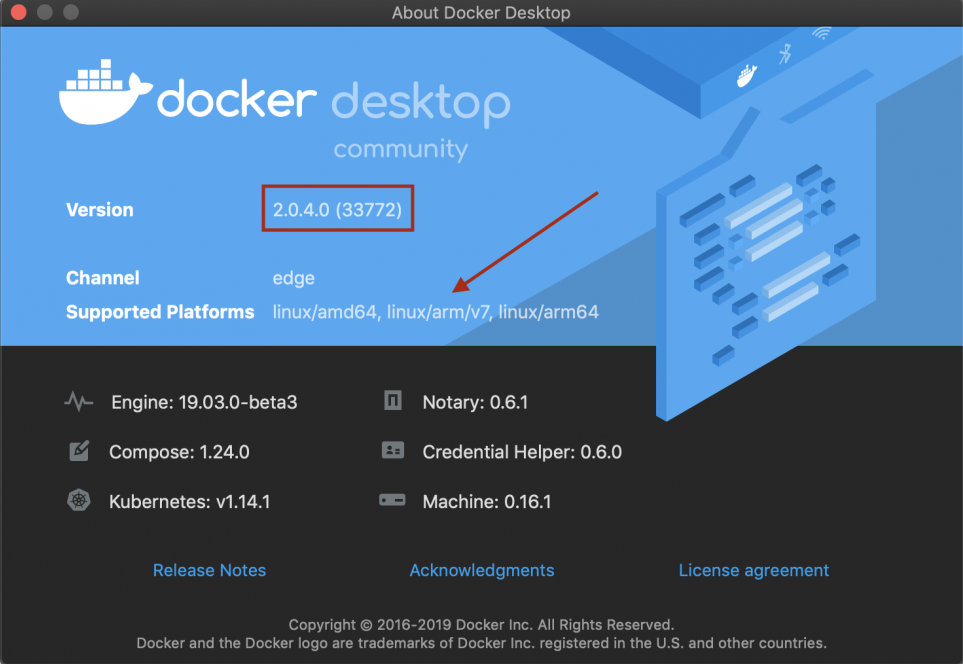 About Docker Desktop
docker desktop
community
Version 2.0.4.0 (33772)
Channel edge
Supported Platforms linux/amd64, linux/arm/v7, linux/arm64
Engine: 19.03.0-beta3 Notary: 0.6.1
Compose: 1.24.0 Credential Helper: 0.6.0
Kubernetes: v1.14.1 Machine: 0.16.1
Release Notes Acknowledgments License agreement
Copyright © 2016-2019 Docker Inc. All Rights Reserved.
Docker and the Docker logo are trademarks of Docker Inc. registered in the U.S. and other countries.